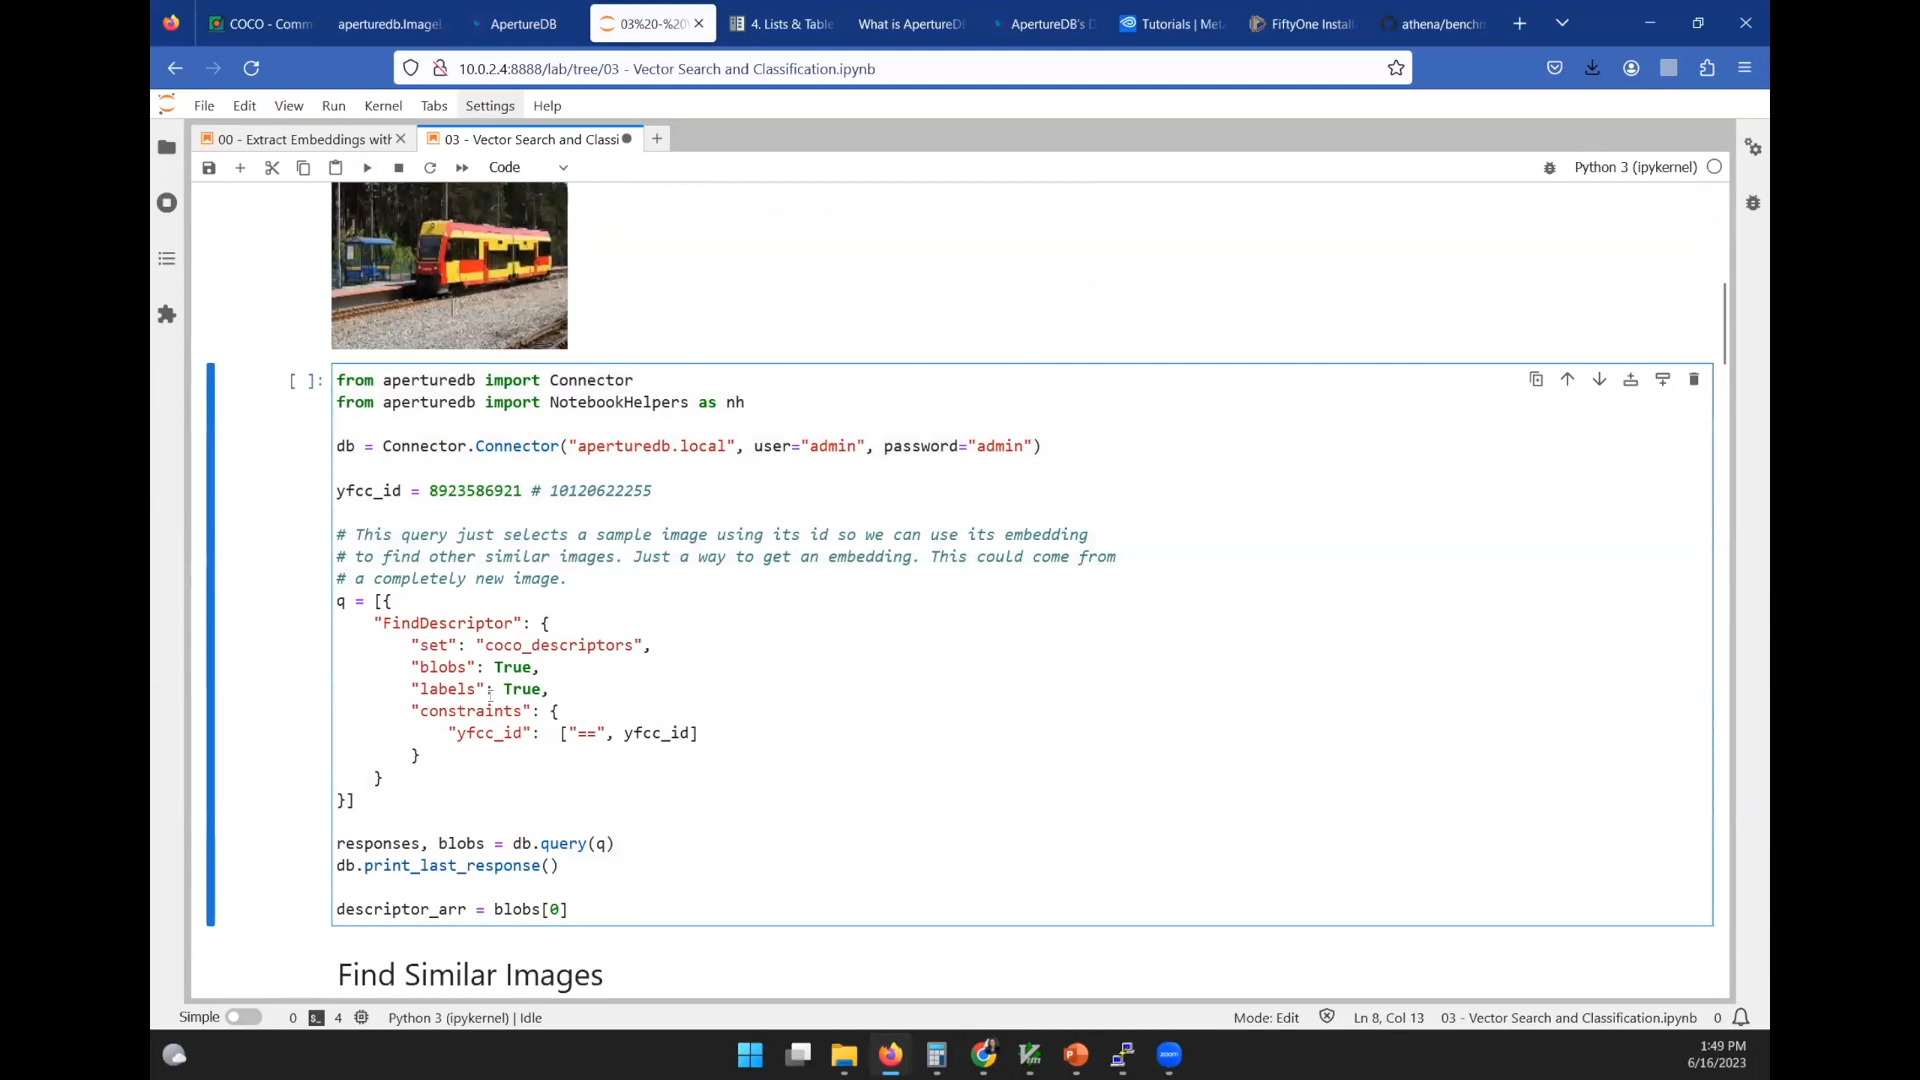 COCO - Comm
aperturedb.Image
ApertureDB
03%20-%20
4. Lists & Table
What is ApertureD
ApertureDB's D
Tutorials | Met
FiftyOne Install
athena/benchm
10.0.2.4:8888/lab/tree/03 - Vector Search and Classification.ipynb
File Edit View Run Kernel Tabs Settings Help
00 - Extract Embeddings with
03 - Vector Search and Classi
Code
Python 3 (ipykernel)
[ ]:
from aperturedb import Connector
from aperturedb import NotebookHelpers as nh
db = Connector.Connector("aperturedb.local", user="admin", password="admin")
yfcc_id = 8923586921 # 10120622255
# This query just selects a sample image using its id so we can use its embedding
# to find other similar images. Just a way to get an embedding. This could come from
# a completely new image.
q = [{
"FindDescriptor": {
"set": "coco_descriptors",
"blobs": True,
"labels": True,
"constraints": {
"yfcc_id":  ["==", yfcc_id]
}
}
}]
responses, blobs = db.query(q)
db.print_last_response()
descriptor_arr = blobs[0]
Find Similar Images
Simple 0 4 Python 3 (ipykernel) | Idle Mode: Edit Ln 8, Col 13 03 - Vector Search and Classification.ipynb 0
zoom
1:49 PM
6/16/2023